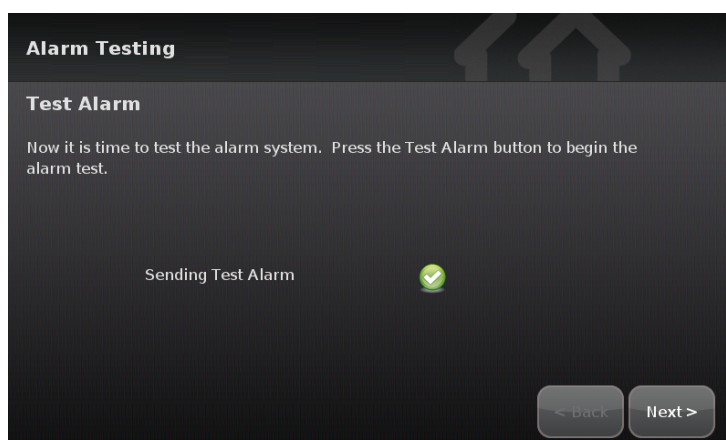 Alarm Testing
Test Alarm
Now it is time to test the alarm system.  Press the Test Alarm button to begin the
alarm test.
Sending Test Alarm
< Back
Next >